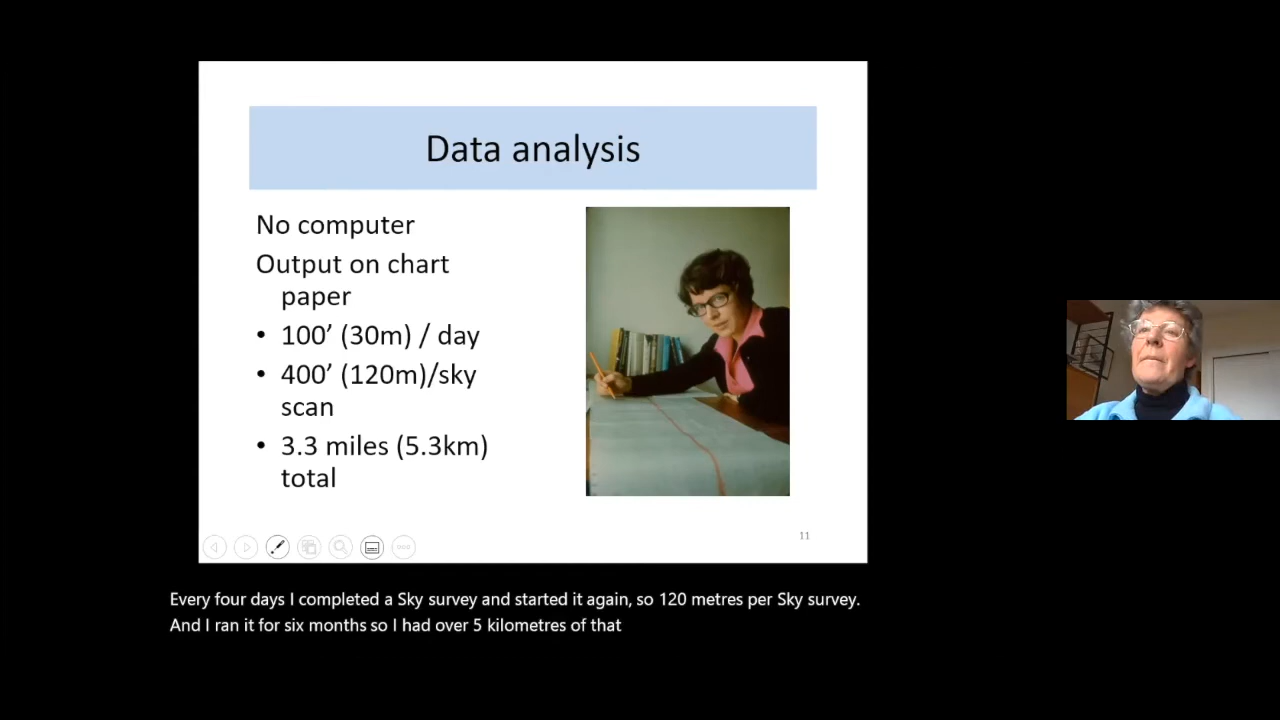 Data analysis
No computer
Output on chart
paper
• 100’ (30m) / day
• 400’ (120m)/sky
scan
• 3.3 miles (5.3km)
total
11
Every four days I completed a Sky survey and started it again, so 120 metres per Sky survey.
And I ran it for six months so I had over 5 kilometres of that